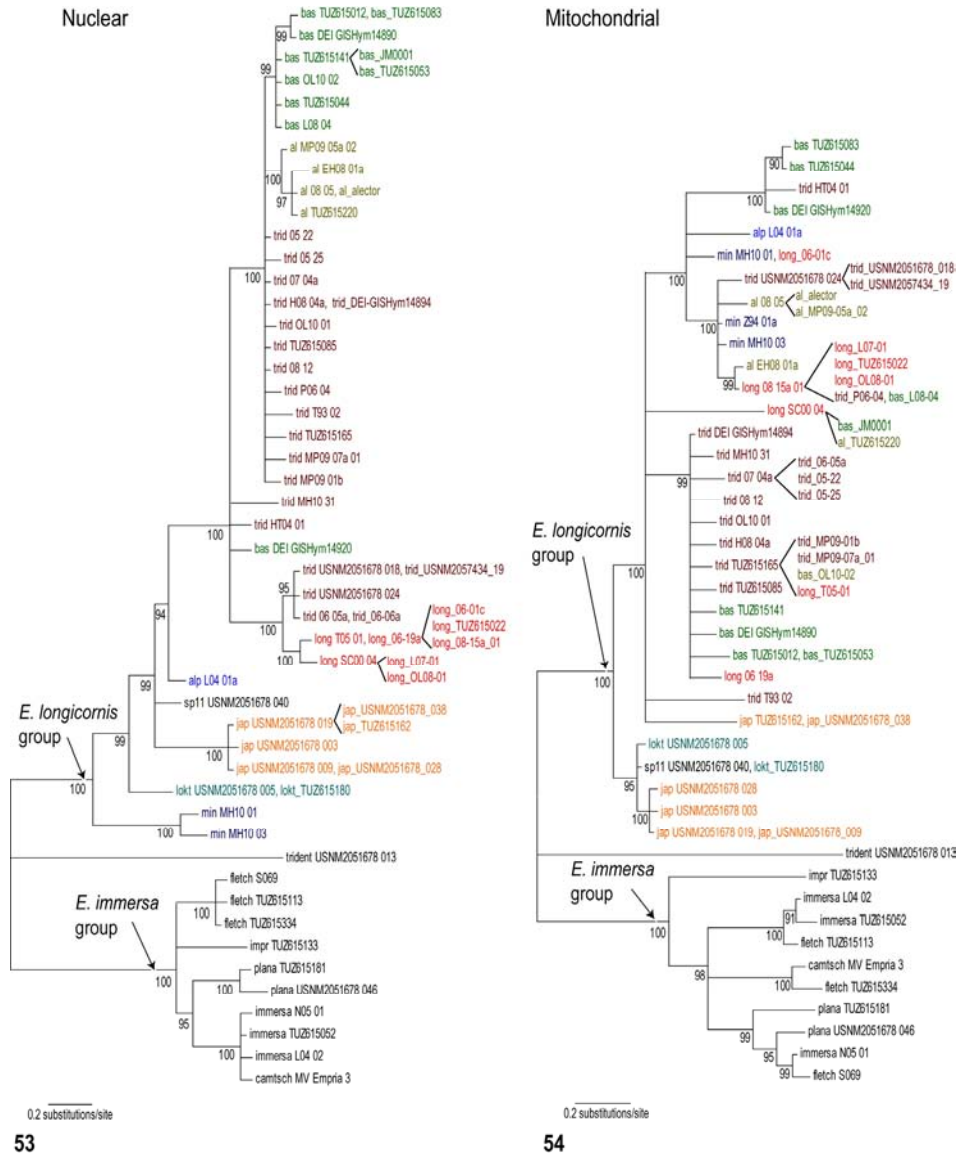 Nuclear
bas TUZ615012, bas_TUZ615083
99
bas DEI GISHym14890
bas TUZ615141
bas_JM0001
bas_TUZ615053
99
bas OL10 02
bas TUZ615044
bas L08 04
al MP09 05a 02
al EH08 01a
100
al 08 05, al_alector
97
al TUZ615220
trid 05 22
trid 05 25
100
trid 07 04a
trid H08 04a, trid_DEI-GISHym14894
trid OL10 01
trid TUZ615085
trid 08 12
trid P06 04
trid T93 02
trid TUZ615165
trid MP09 07a 01
trid MP09 01b
trid MH10 31
trid HT04 01
100
bas DEI GISHym14920
trid USNM2051678 018, trid_USNM2057434_19
95
trid USNM2051678 024
trid 06 05a, trid_06-06a
long_06-01c
long_TUZ615022
long_08-15a_01
100
long T05 01, long_06-19a
100
long SC00 04
long_L07-01
long_OL08-01
94
alp L04 01a
99
sp11 USNM2051678 040
jap USNM2051678 019
jap_USNM2051678_038
jap_TUZ615162
jap USNM2051678 003
100
jap USNM2051678 009, jap_USNM2051678_028
E. longicornis
group
99
lokt USNM2051678 005, lokt_TUZ615180
100
min MH10 01
100
min MH10 03
trident USNM2051678 013
fletch S069
fletch TUZ615113
100
fletch TUZ615334
E. immersa
group
impr TUZ615133
100
plana TUZ615181
100
plana USNM2051678 046
95
immersa N05 01
immersa TUZ615052
100
immersa L04 02
camtsch MV Empria 3
0.2 substitutions/site
53
Mitochondrial
bas TUZ615083
90
bas TUZ615044
trid HT04 01
100
bas DEI GISHym14920
alp L04 01a
min MH10 01, long_06-01c
trid USNM2051678 024
trid_USNM2051678_018
trid_USNM2057434_19
al 08 05
al_alector
al_MP09-05a_02
100
min Z94 01a
min MH10 03
al EH08 01a
99
long 08 15a 01
long_L07-01
long_TUZ615022
long_OL08-01
trid_P06-04, bas_L08-04
long SC00 04
bas_JM0001
al_TUZ615220
trid DEI GISHym14894
trid MH10 31
99
trid 07 04a
trid_06-05a
trid_05-22
trid_05-25
trid 08 12
trid OL10 01
trid H08 04a
trid TUZ615165
trid_MP09-01b
trid_MP09-07a_01
bas_OL10-02
long_T05-01
100
trid TUZ615085
bas TUZ615141
bas DEI GISHym14890
bas TUZ615012, bas_TUZ615053
long 06 19a
trid T93 02
E. longicornis
group
100
jap TUZ615162, jap_USNM2051678_038
lokt USNM2051678 005
sp11 USNM2051678 040, lokt_TUZ615180
95
jap USNM2051678 028
jap USNM2051678 003
100
jap USNM2051678 019, jap_USNM2051678_009
trident USNM2051678 013
E. immersa
group
impr TUZ615133
100
immersa L04 02
91
immersa TUZ615052
100
fletch TUZ615113
98
camtsch MV Empria 3
100
fletch TUZ615334
plana TUZ615181
99
plana USNM2051678 046
95
immersa N05 01
99
fletch S069
0.2 substitutions/site
54